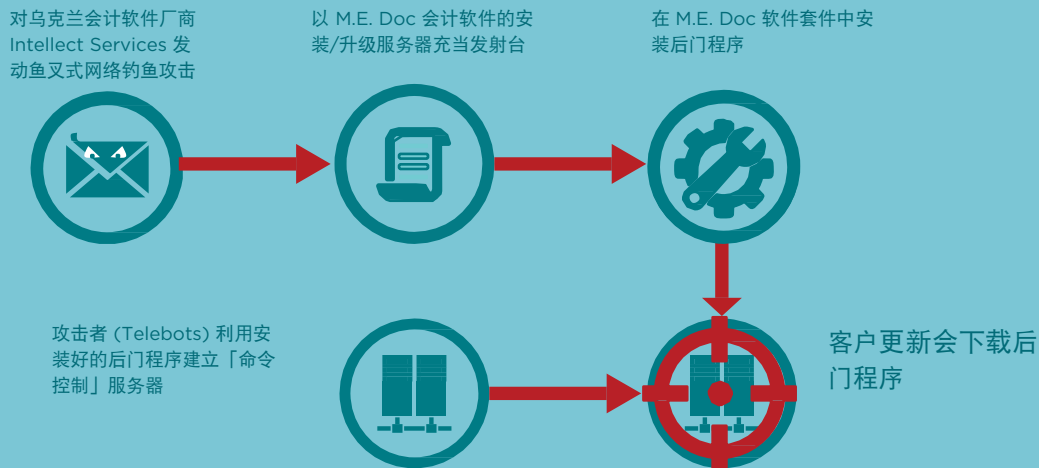 对乌克兰会计软件厂商
Intellect Services 发
动鱼叉式网络钓鱼攻击
以 M.E. Doc 会计软件的安
装/升级服务器充当发射台
在 M.E. Doc 软件套件中安
装后门程序
攻击者 (Telebots) 利用安
装好的后门程序建立「命令
控制」服务器
客户更新会下载后
门程序